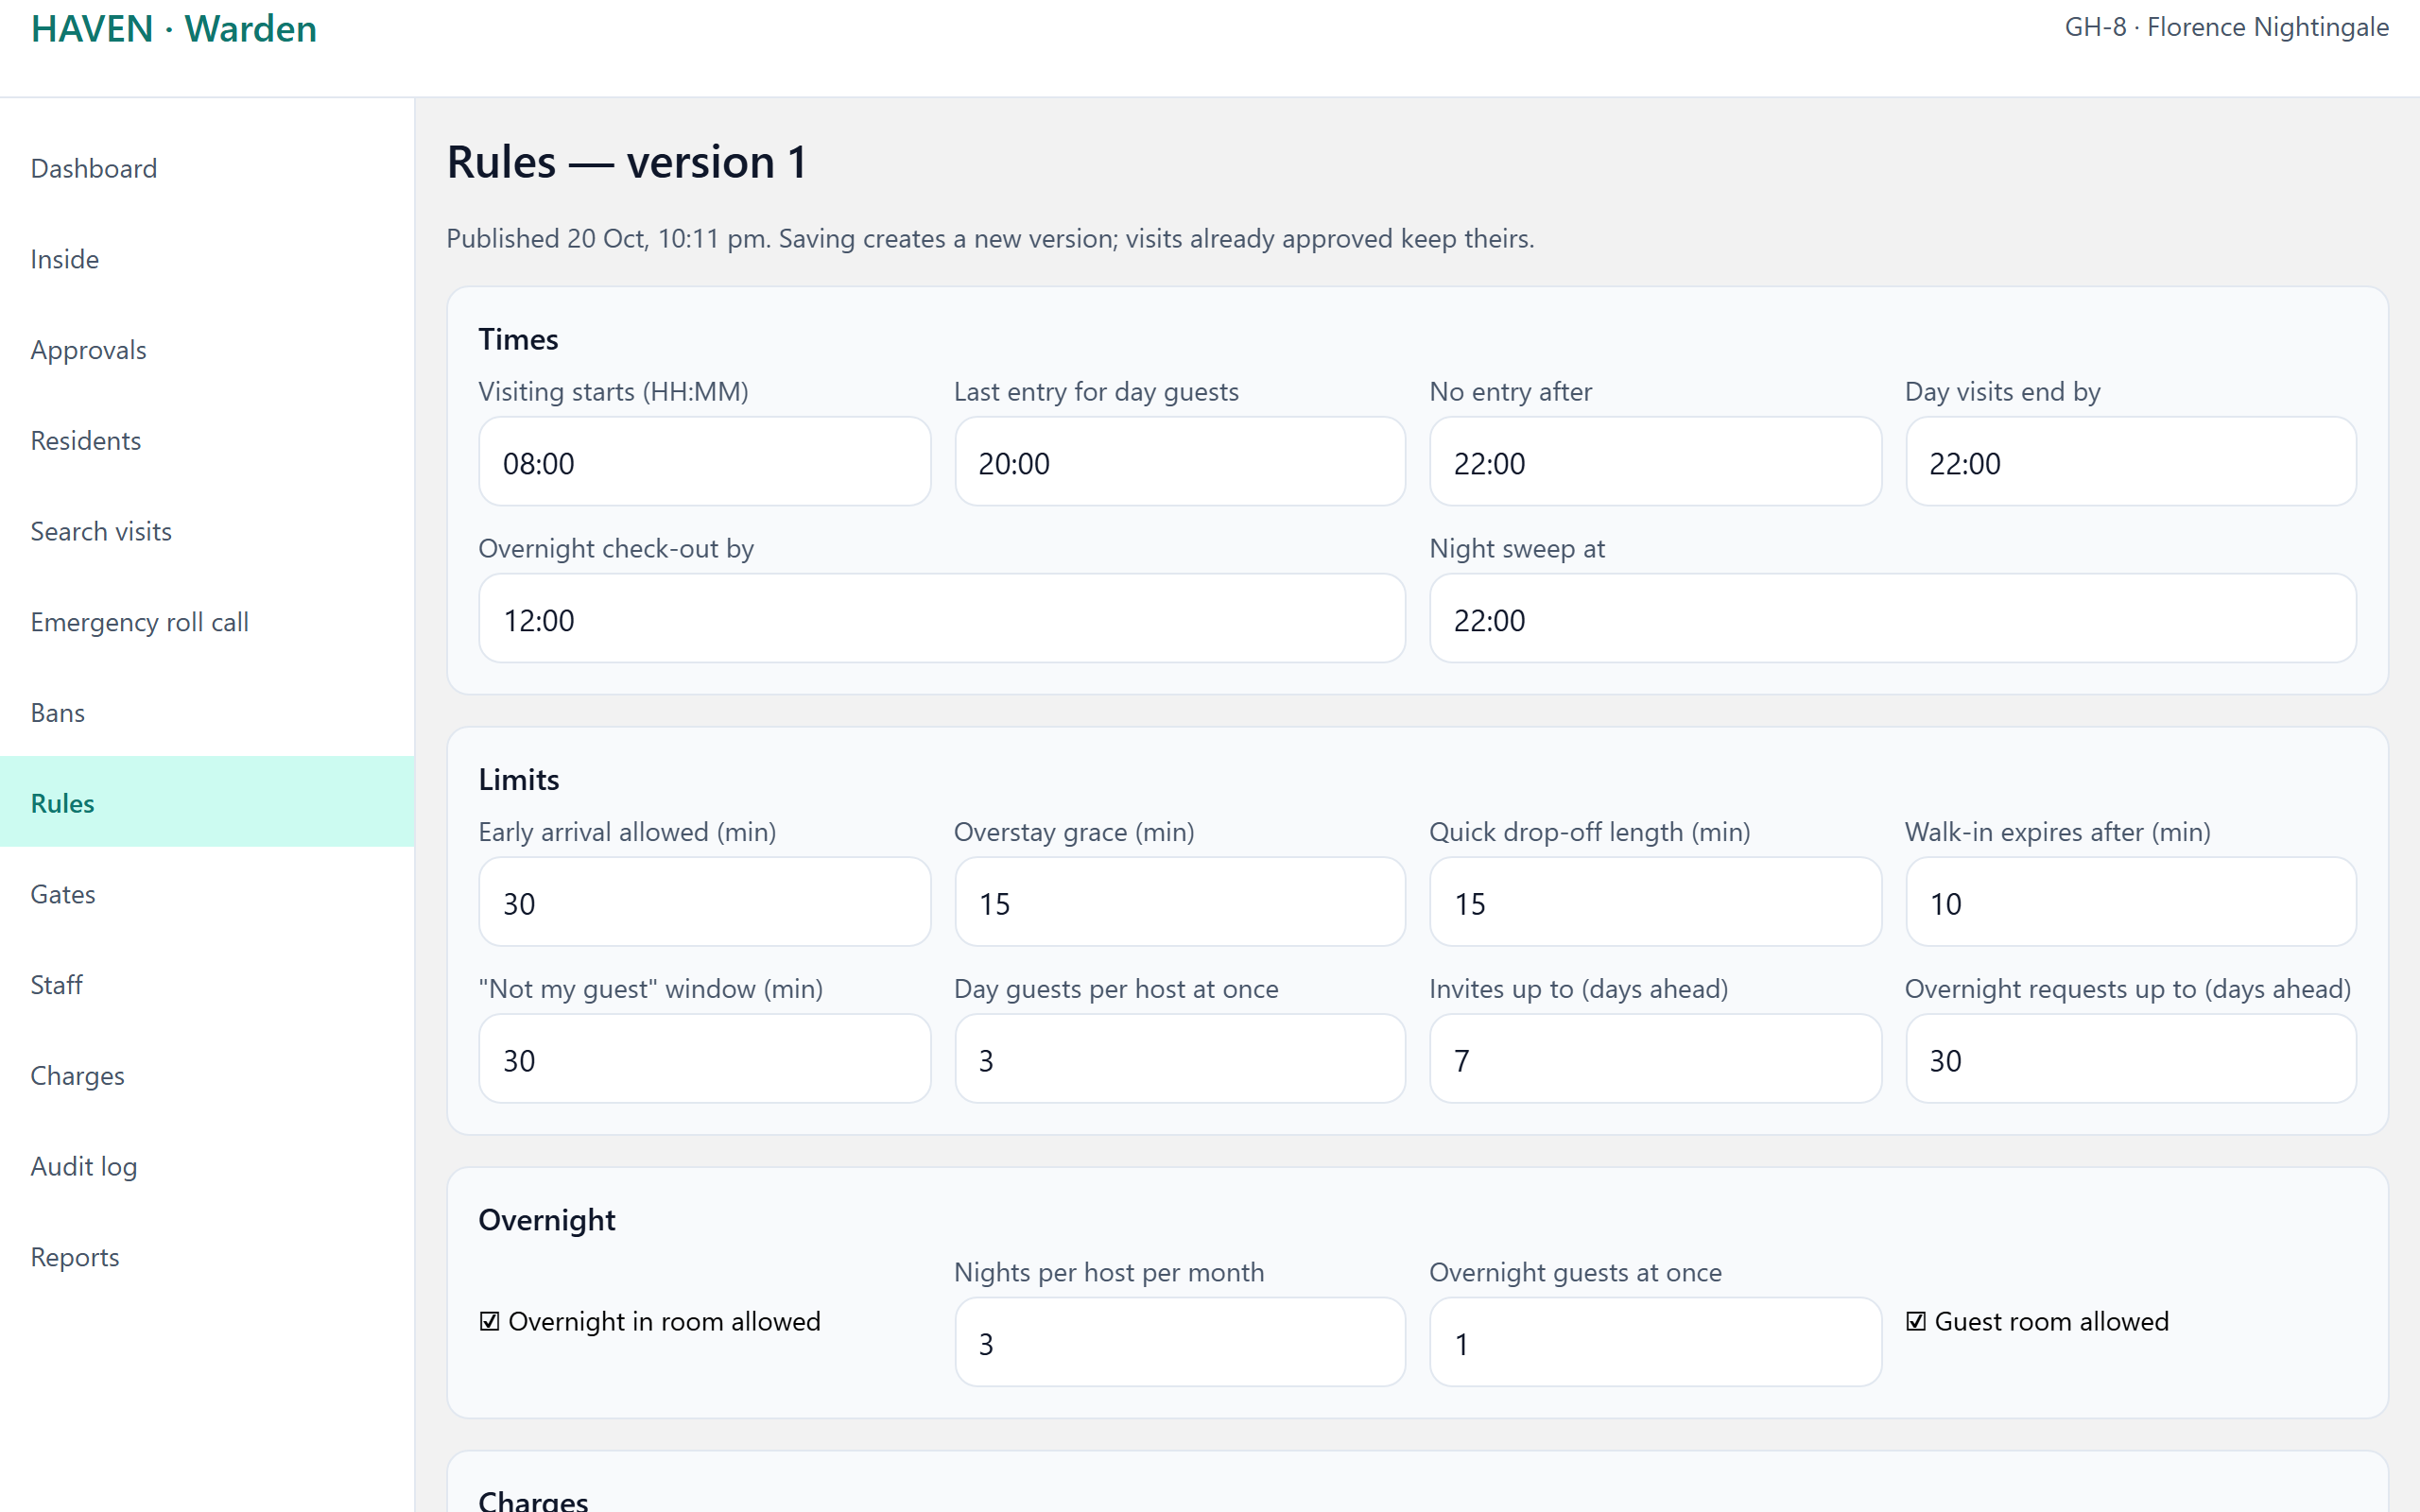 HAVEN · Warden
GH-8 · Florence Nightingale
Dashboard
Inside
Approvals
Residents
Search visits
Emergency roll call
Bans
Rules
Gates
Staff
Charges
Audit log
Reports
Rules — version 1
Published 20 Oct, 10:11 pm. Saving creates a new version; visits already approved keep theirs.
Times
Visiting starts (HH:MM) Last entry for day guests No entry after Day visits end by
08:00 20:00 22:00 22:00
Overnight check-out by Night sweep at
12:00 22:00
Limits
Early arrival allowed (min) Overstay grace (min) Quick drop-off length (min) Walk-in expires after (min)
30 15 15 10
"Not my guest" window (min) Day guests per host at once Invites up to (days ahead) Overnight requests up to (days ahead)
30 3 7 30
Overnight
Nights per host per month Overnight guests at once
Overnight in room allowed 3 1 Guest room allowed
Charges